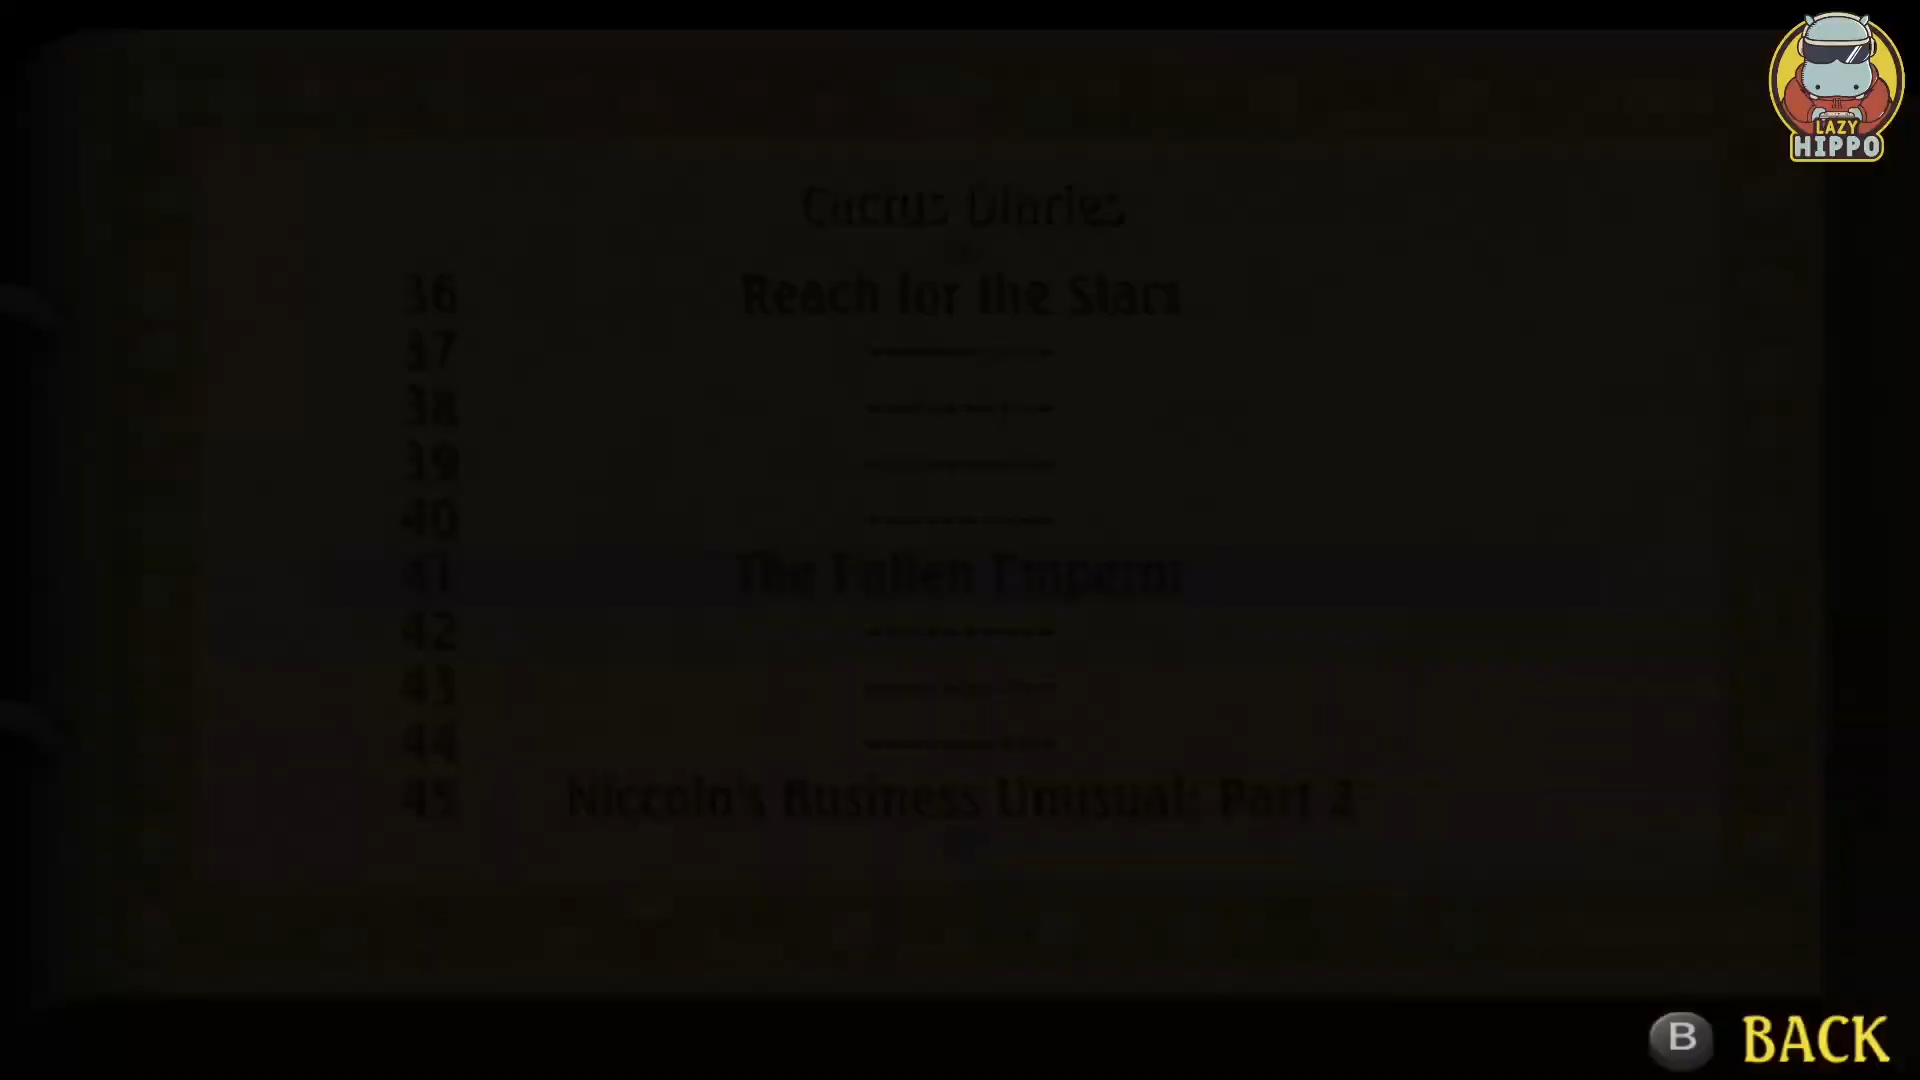 LAZY
HIPPO
Cactus Diaries
36 Reach for the Stars
37 ----------
38 ----------
39 ----------
40 ----------
41 The Fallen Emperor
42 ----------
43 ----------
44 ----------
45 Niccolo's Business Unusual: Part 2
B BACK